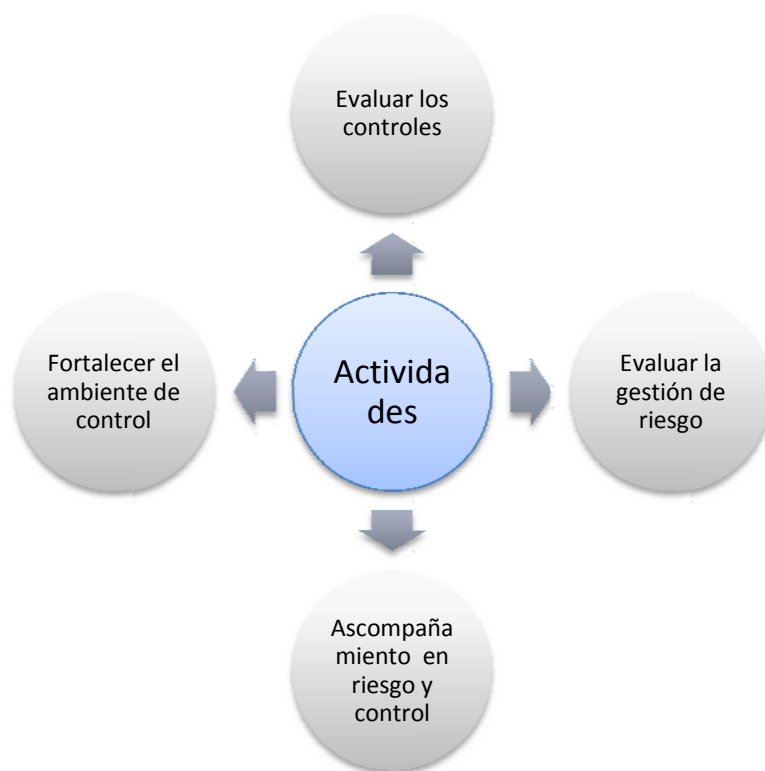 Evaluar los
controles
Fortalecer el
ambiente de
control
Activida
des
Evaluar la
gestión de
riesgo
Ascompaña
miento  en
riesgo y
control